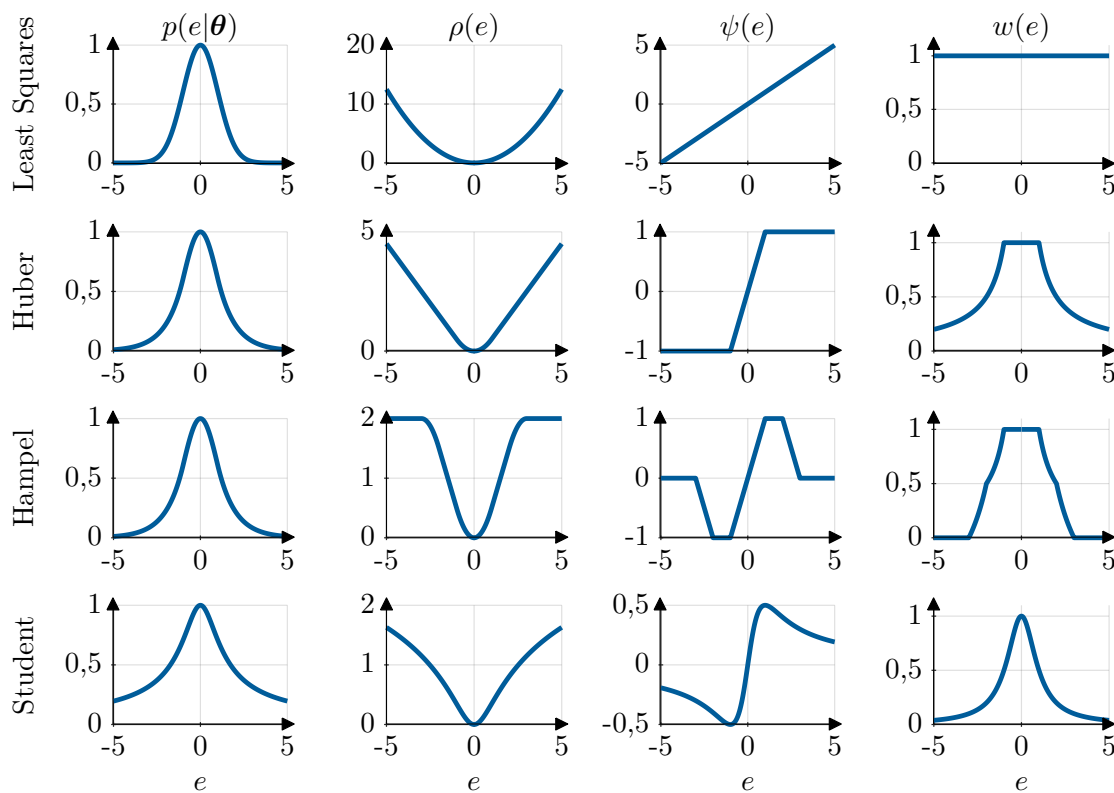 p(e|θ) ρ(e) ψ(e) w(e)
Least Squares
1 0,5 0 -5 0 5
20 10 0 -5 0 5
5 0 -5 -5 0 5
1 0,5 0 -5 0 5
Huber
1 0,5 0 -5 0 5
5 0 -5 0 5
1 0 -1 -5 0 5
1 0,5 0 -5 0 5
Hampel
1 0,5 0 -5 0 5
2 1 0 -5 0 5
1 0 -1 -5 0 5
1 0,5 0 -5 0 5
Student
1 0,5 0 -5 0 5
2 1 0 -5 0 5
0,5 0 -0,5 -5 0 5
1 0,5 0 -5 0 5
e e e e